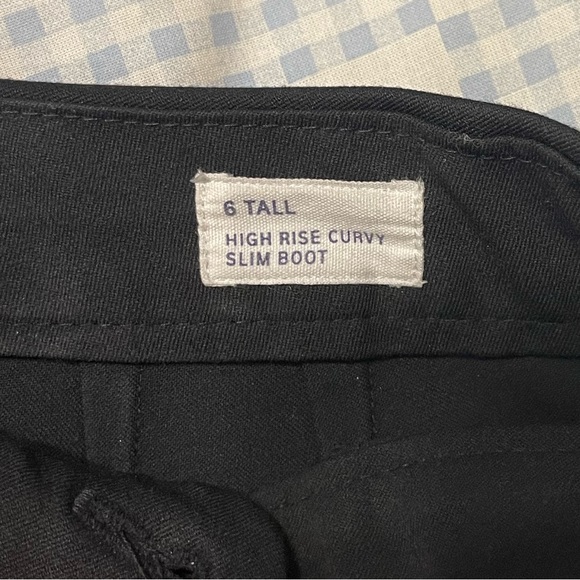 6 TALL
HIGH RISE CURVY
SLIM BOOT